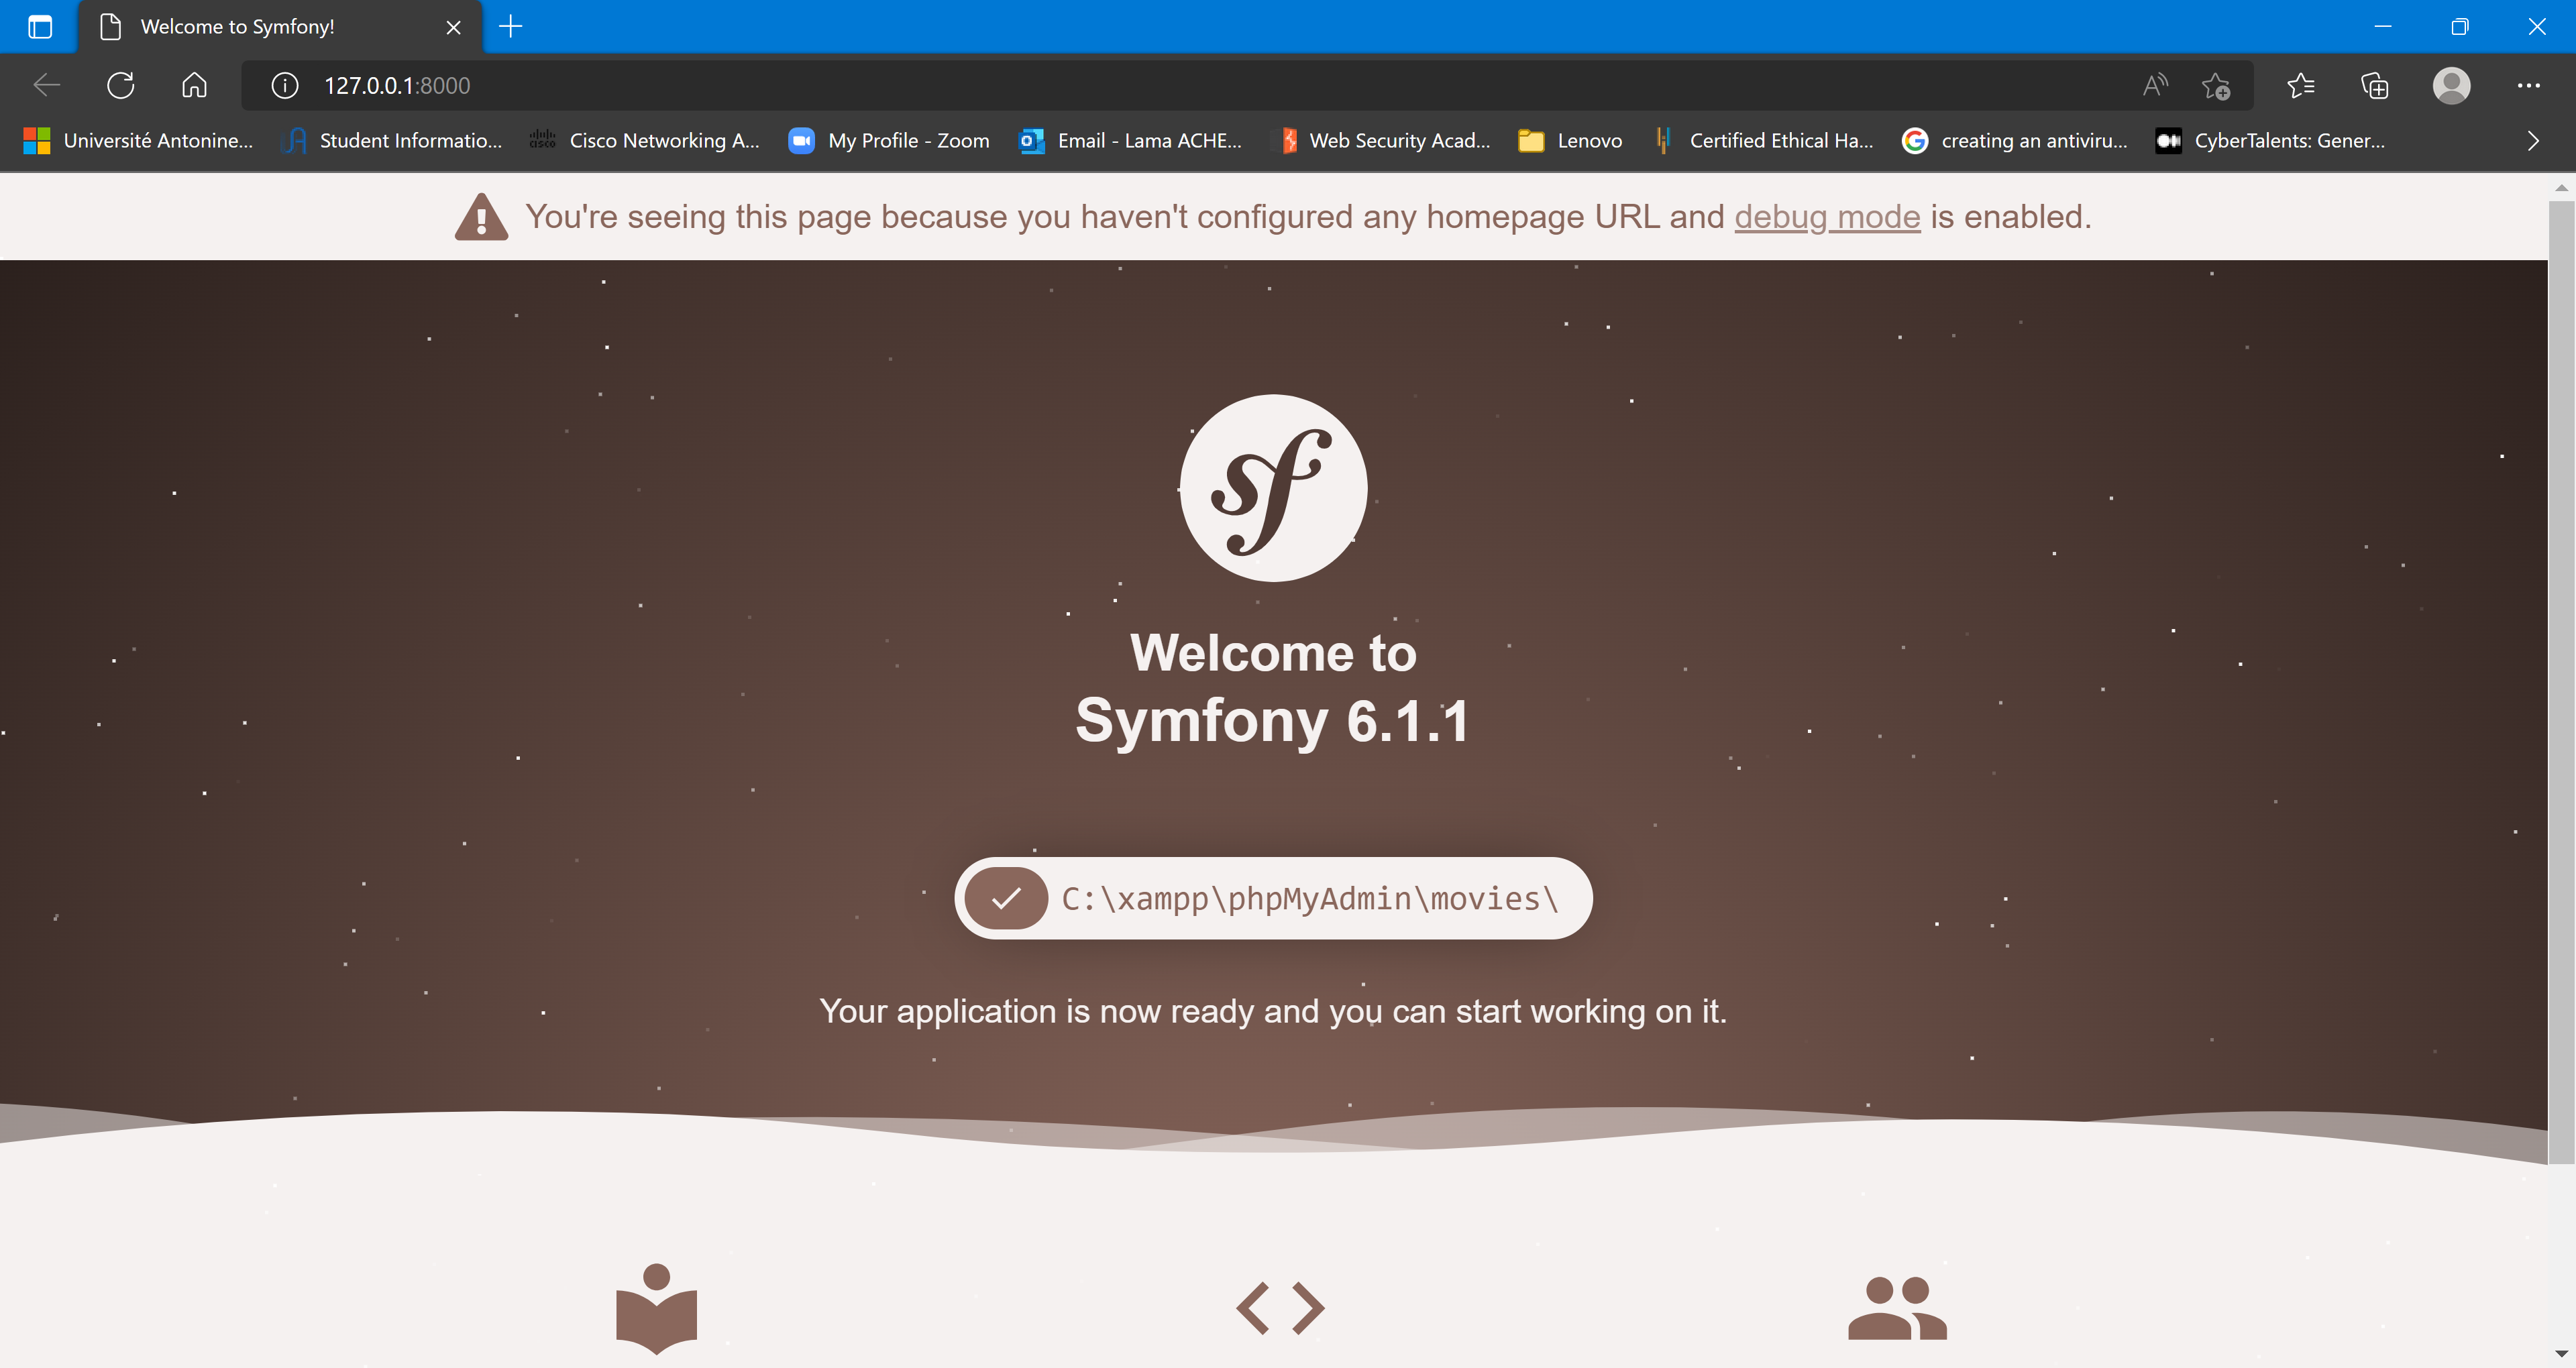 Welcome to Symfony!
127.0.0.1:8000
Université Antonine...
Student Informatio...
Cisco Networking A...
My Profile - Zoom
Email - Lama ACHE...
Web Security Acad...
Lenovo
Certified Ethical Ha...
creating an antiviru...
CyberTalents: Gener...
You're seeing this page because you haven't configured any homepage URL and debug mode is enabled.
sf
Welcome to
Symfony 6.1.1
C:\xampp\phpMyAdmin\movies\
Your application is now ready and you can start working on it.